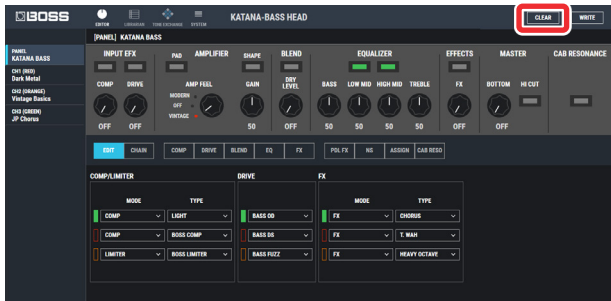 BOSS
EDITOR LIBRARIAN TONE EXCHANGE SYSTEM
KATANA-BASS HEAD
CLEAR WRITE
PANEL
KATANA BASS
CH1 (RED)
Dark Metal
CH2 (ORANGE)
Vintage Basics
CH3 (GREEN)
JP Chorus
[PANEL] KATANA BASS
INPUT EFX PAD AMPLIFIER SHAPE BLEND EQUALIZER EFFECTS MASTER CAB RESONANCE
COMP DRIVE AMP FEEL GAIN DRY LEVEL BASS LOW MID HIGH MID TREBLE FX BOTTOM HI CUT
MODERN
OFF
VINTAGE
OFF OFF 50 OFF 50 50 50 50 OFF OFF
EDIT CHAIN COMP DRIVE BLEND EQ FX PDL FX NS ASSIGN CAB RESO
COMP/LIMITER DRIVE FX
MODE TYPE MODE TYPE
COMP LIGHT BASS OD FX CHORUS
COMP BOSS COMP BASS DS FX T. WAH
LIMITER BOSS LIMITER BASS FUZZ FX HEAVY OCTAVE